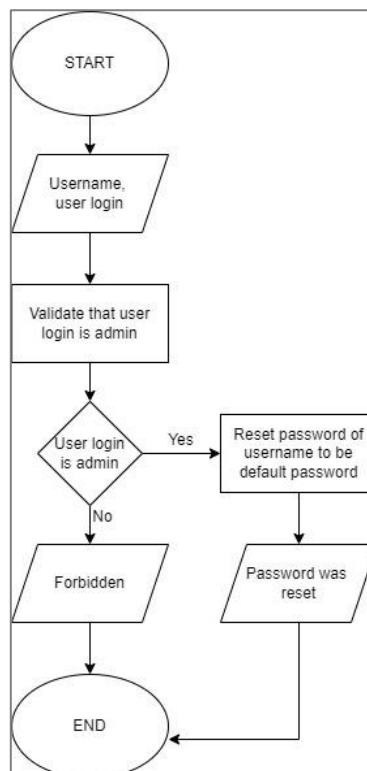 START
Username,
user login
Validate that user
login is admin
User login
is admin
Yes
Reset password of
username to be
default password
No
Forbidden
Password was
reset
END